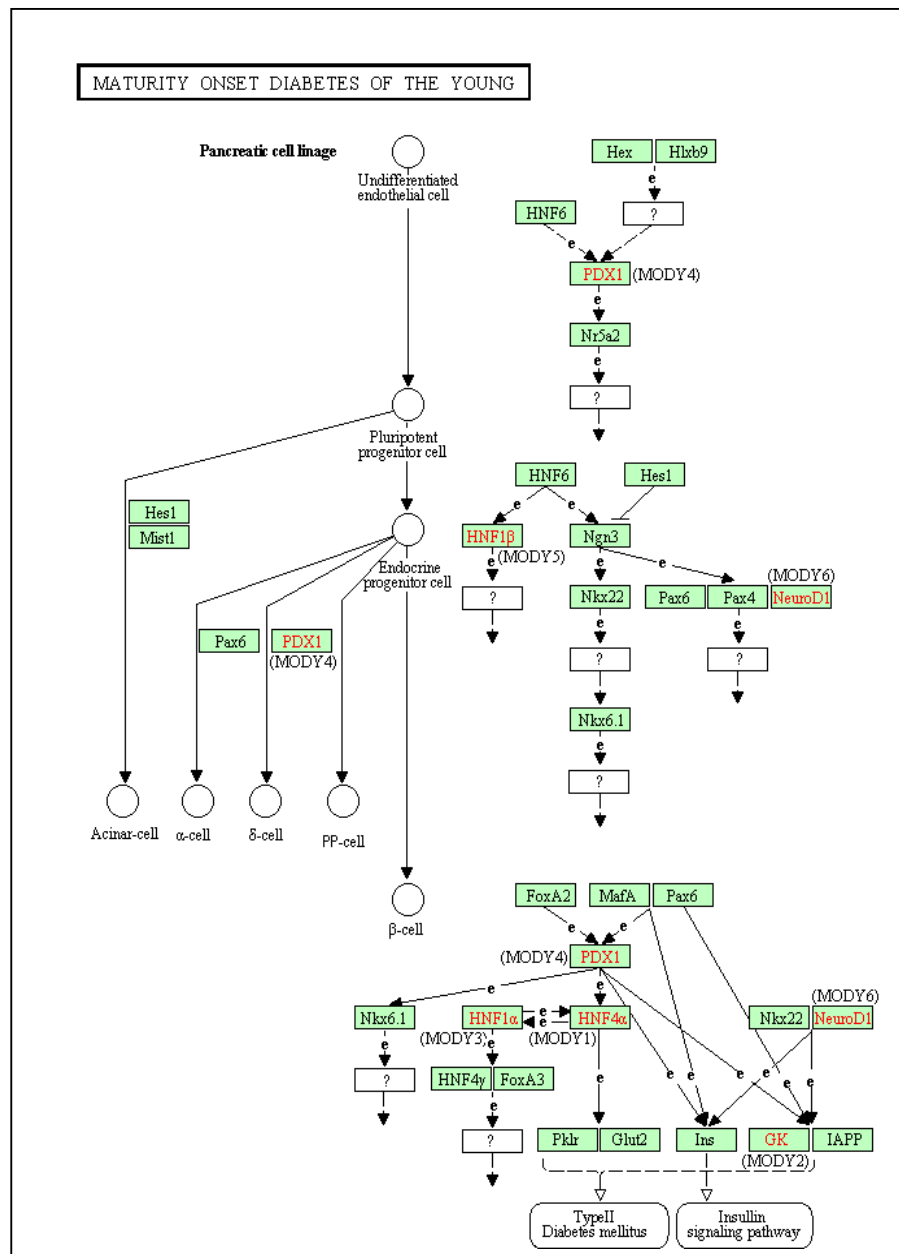 MATURITY ONSET DIABETES OF THE YOUNG
Pancreatic cell linage
Undifferentiated
endothelial cell
Hex Hlxb9
e
?
HNF6
e
PDX1 (MODY4)
e
Nr5a2
e
?
Pluripotent
progenitor cell
HNF6 Hes1
e e
Hes1
Mist1
HNF1β Ngn3
(MODY5)
e e e
Endocrine
progenitor cell
(MODY6)
? Nkx22 Pax6 Pax4 NeuroD1
e e
Pax6 PDX1
(MODY4)
? ?
e
Nkx6.1
e
?
Acinar-cell α-cell δ-cell PP-cell
β-cell
FoxA2 MafA Pax6
e e
(MODY4) PDX1
e e
(MODY6)
Nkx6.1 HNF1α e HNF4α Nkx22 NeuroD1
e
(MODY3) (MODY1)
e e
? HNF4γ FoxA3
e e e e e e
e
? Pklr Glut2 Ins GK IAPP
(MODY2)
TypeII
Diabetes mellitus
Insullin
signaling pathway